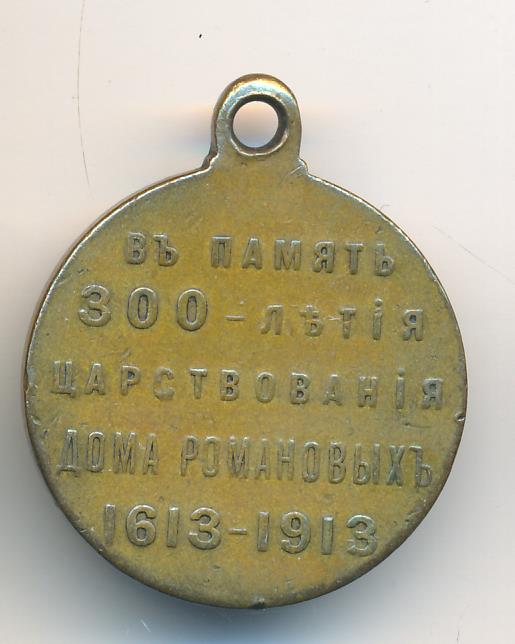 ВЪ ПАМЯТЬ
300-ЛѢТІЯ
ЦАРСТВОВАНІЯ
ДОМА РОМАНОВЫХЪ
1613-1913